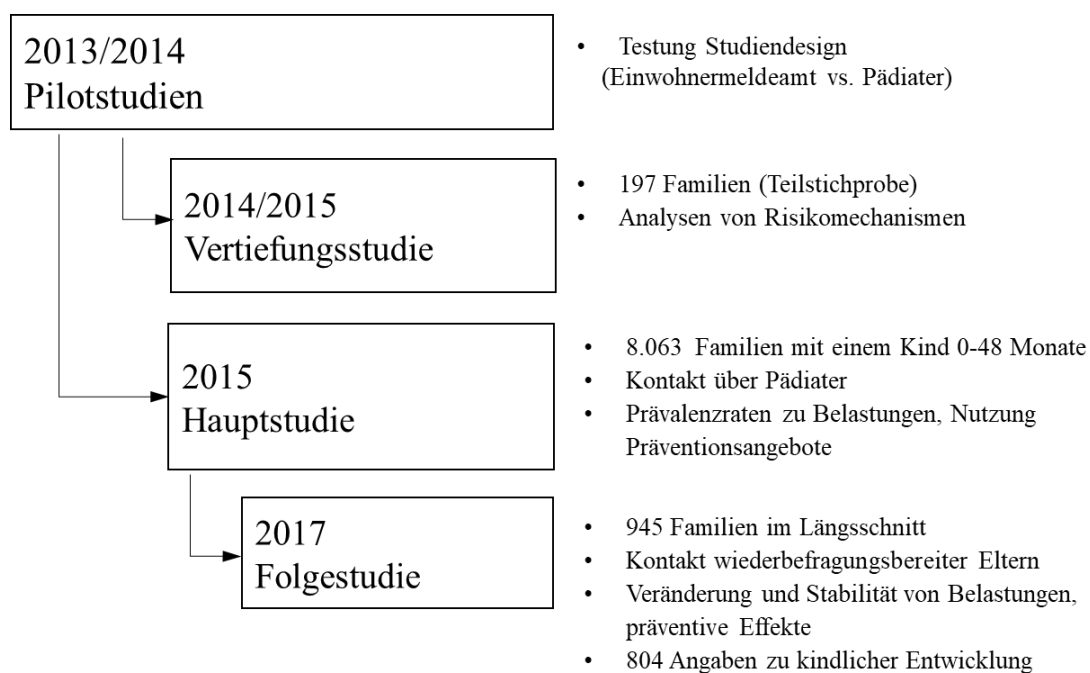 2013/2014
Pilotstudien
• Testung Studiendesign
(Einwohnermeldeamt vs. Pädiater)
2014/2015
Vertiefungsstudie
• 197 Familien (Teilstichprobe)
• Analysen von Risikomechanismen
2015
Hauptstudie
• 8.063 Familien mit einem Kind 0-48 Monate
• Kontakt über Pädiater
• Prävalenzraten zu Belastungen, Nutzung
Präventionsangebote
2017
Folgestudie
• 945 Familien im Längsschnitt
• Kontakt wiederbefragungsbereiter Eltern
• Veränderung und Stabilität von Belastungen,
präventive Effekte
• 804 Angaben zu kindlicher Entwicklung